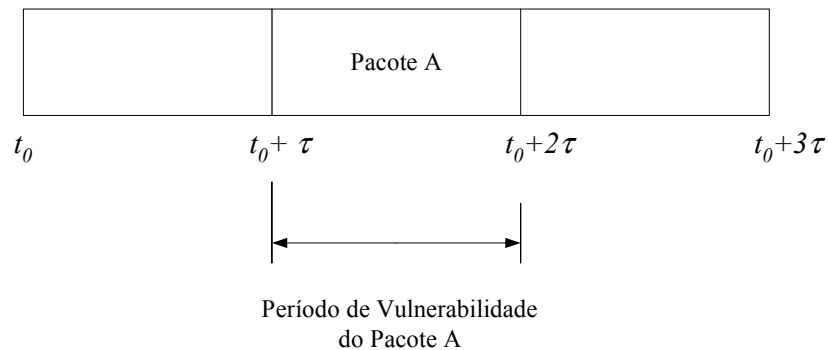 Pacote A
t0 t0+ τ t0+2τ t0+3τ
Período de Vulnerabilidade
do Pacote A